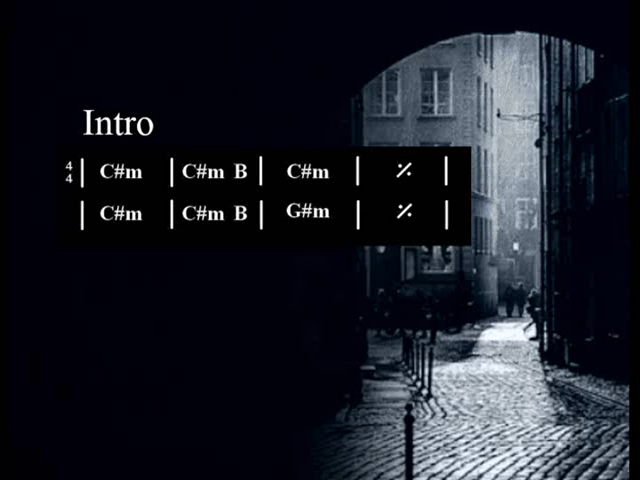 Intro
4/4 | C#m | C#m B | C#m | ٪ |
| C#m | C#m B | G#m | ٪ |